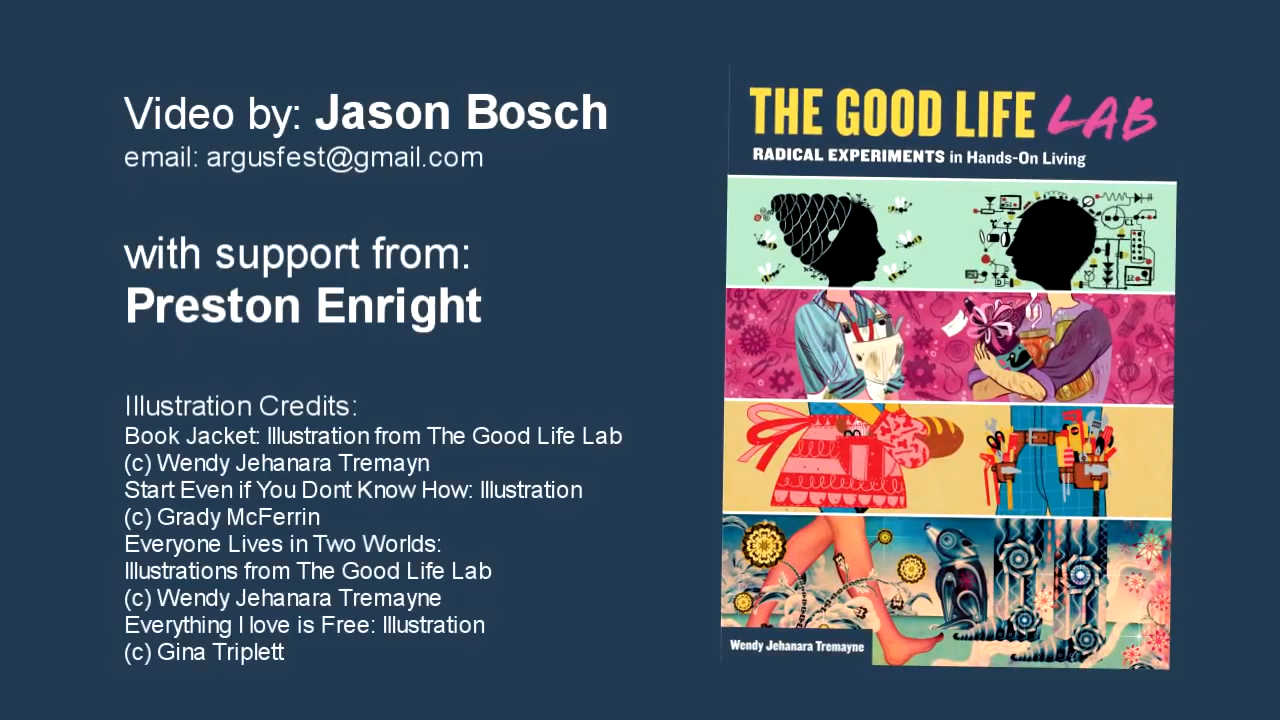 Video by: Jason Bosch
email: argusfest@gmail.com
with support from:
Preston Enright
Illustration Credits:
Book Jacket: Illustration from The Good Life Lab
(c) Wendy Jehanara Tremayn
Start Even if You Dont Know How: Illustration
(c) Grady McFerrin
Everyone Lives in Two Worlds:
Illustrations from The Good Life Lab
(c) Wendy Jehanara Tremayne
Everything I love is Free: Illustration
(c) Gina Triplett
THE GOOD LIFE LAB
RADICAL EXPERIMENTS in Hands-On Living
Wendy Jehanara Tremayne